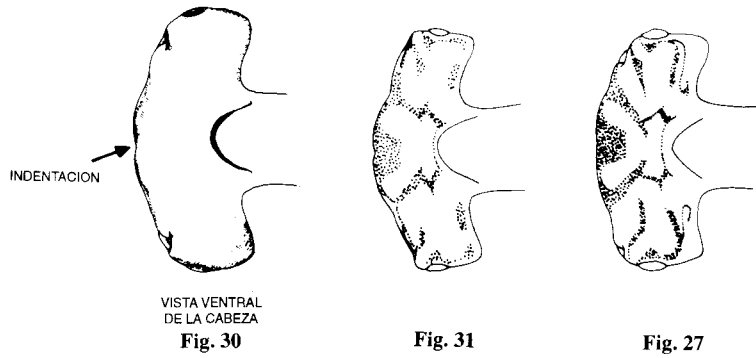 INDENTACION
VISTA VENTRAL
DE LA CABEZA
Fig. 30
Fig. 31
Fig. 27